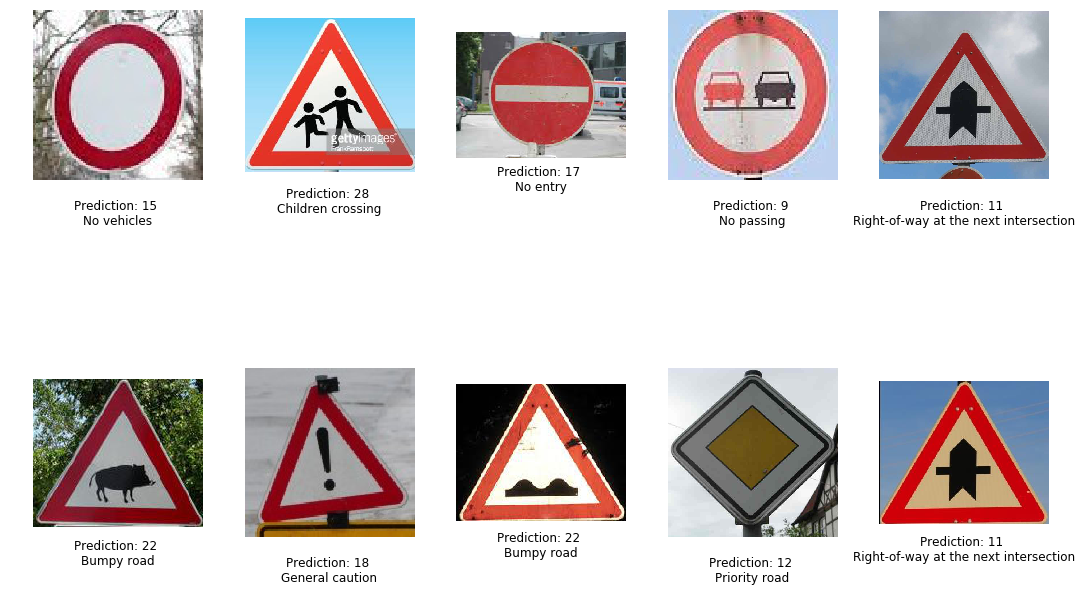 gettyimages
Prediction: 15
No vehicles
Prediction: 28
Children crossing
Prediction: 17
No entry
Prediction: 9
No passing
Prediction: 11
Right-of-way at the next intersection
Prediction: 22
Bumpy road
Prediction: 18
General caution
Prediction: 22
Bumpy road
Prediction: 12
Priority road
Prediction: 11
Right-of-way at the next intersection